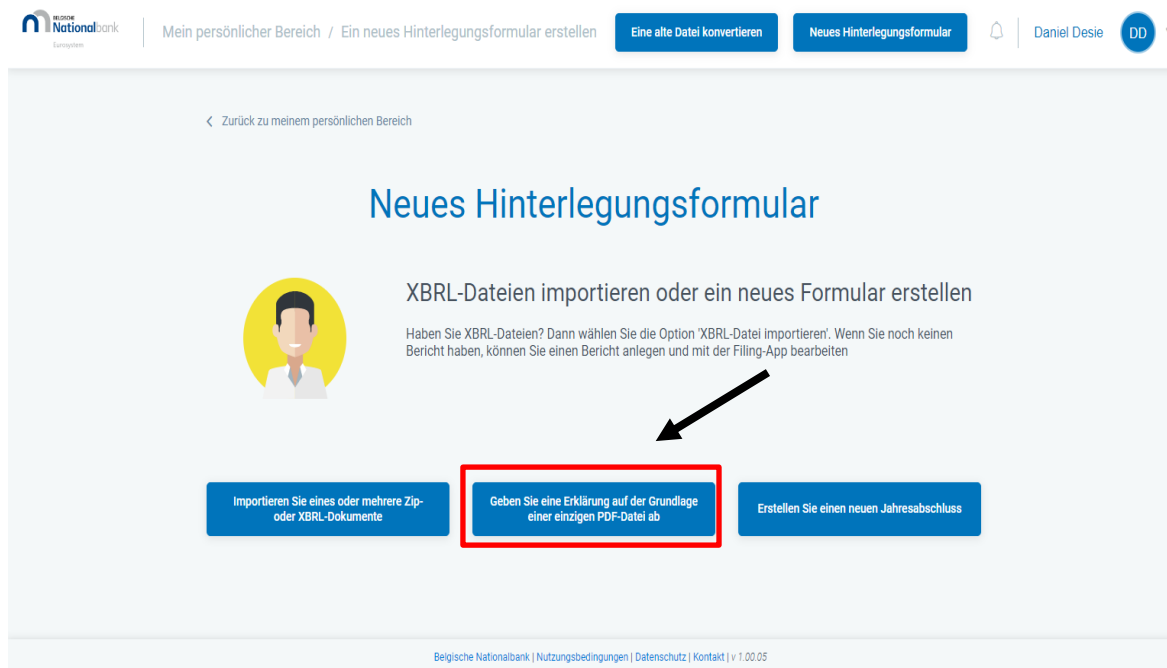 BELGISCHE
Nationalbank
Eurosystem
Mein persönlicher Bereich / Ein neues Hinterlegungsformular erstellen
Eine alte Datei konvertieren
Neues Hinterlegungsformular
Daniel Desie
DD
Zurück zu meinem persönlichen Bereich
Neues Hinterlegungsformular
XBRL-Dateien importieren oder ein neues Formular erstellen
Haben Sie XBRL-Dateien? Dann wählen Sie die Option 'XBRL-Datei importieren'. Wenn Sie noch keinen
Bericht haben, können Sie einen Bericht anlegen und mit der Filing-App bearbeiten
Importieren Sie eines oder mehrere Zip-
oder XBRL-Dokumente
Geben Sie eine Erklärung auf der Grundlage
einer einzigen PDF-Datei ab
Erstellen Sie einen neuen Jahresabschluss
Belgische Nationalbank | Nutzungsbedingungen | Datenschutz | Kontakt | v 1.00.05